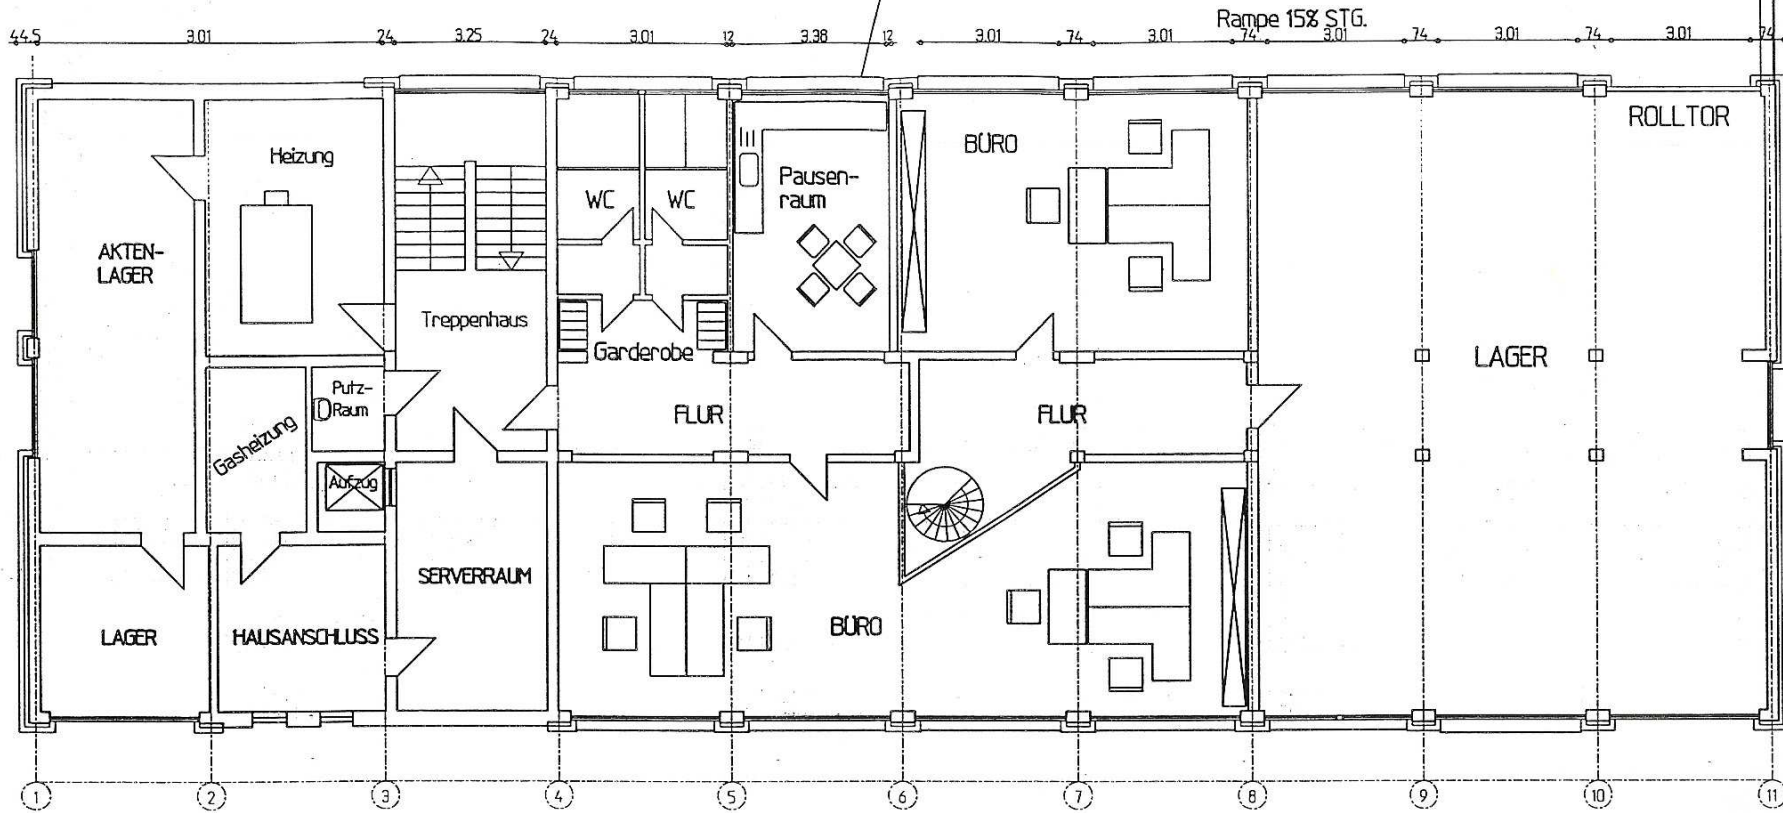 Rampe 15% STG.
44.5 3.01 24 3.25 24 3.01 12 3.38 12 3.01 74 3.01 74 3.01 74 3.01 74 3.01 74
ROLLTOR
BÜRO
Heizung
Pausen-
raum
WC WC
AKTEN-
LAGER
Treppenhaus
Garderobe
LAGER
Putz-
Raum
FLUR
FLUR
Gasheizung
Aufzug
SERVERRAUM
LAGER
HAUSANSCHLUSS
BÜRO
1 2 3 4 5 6 7 8 9 10 11